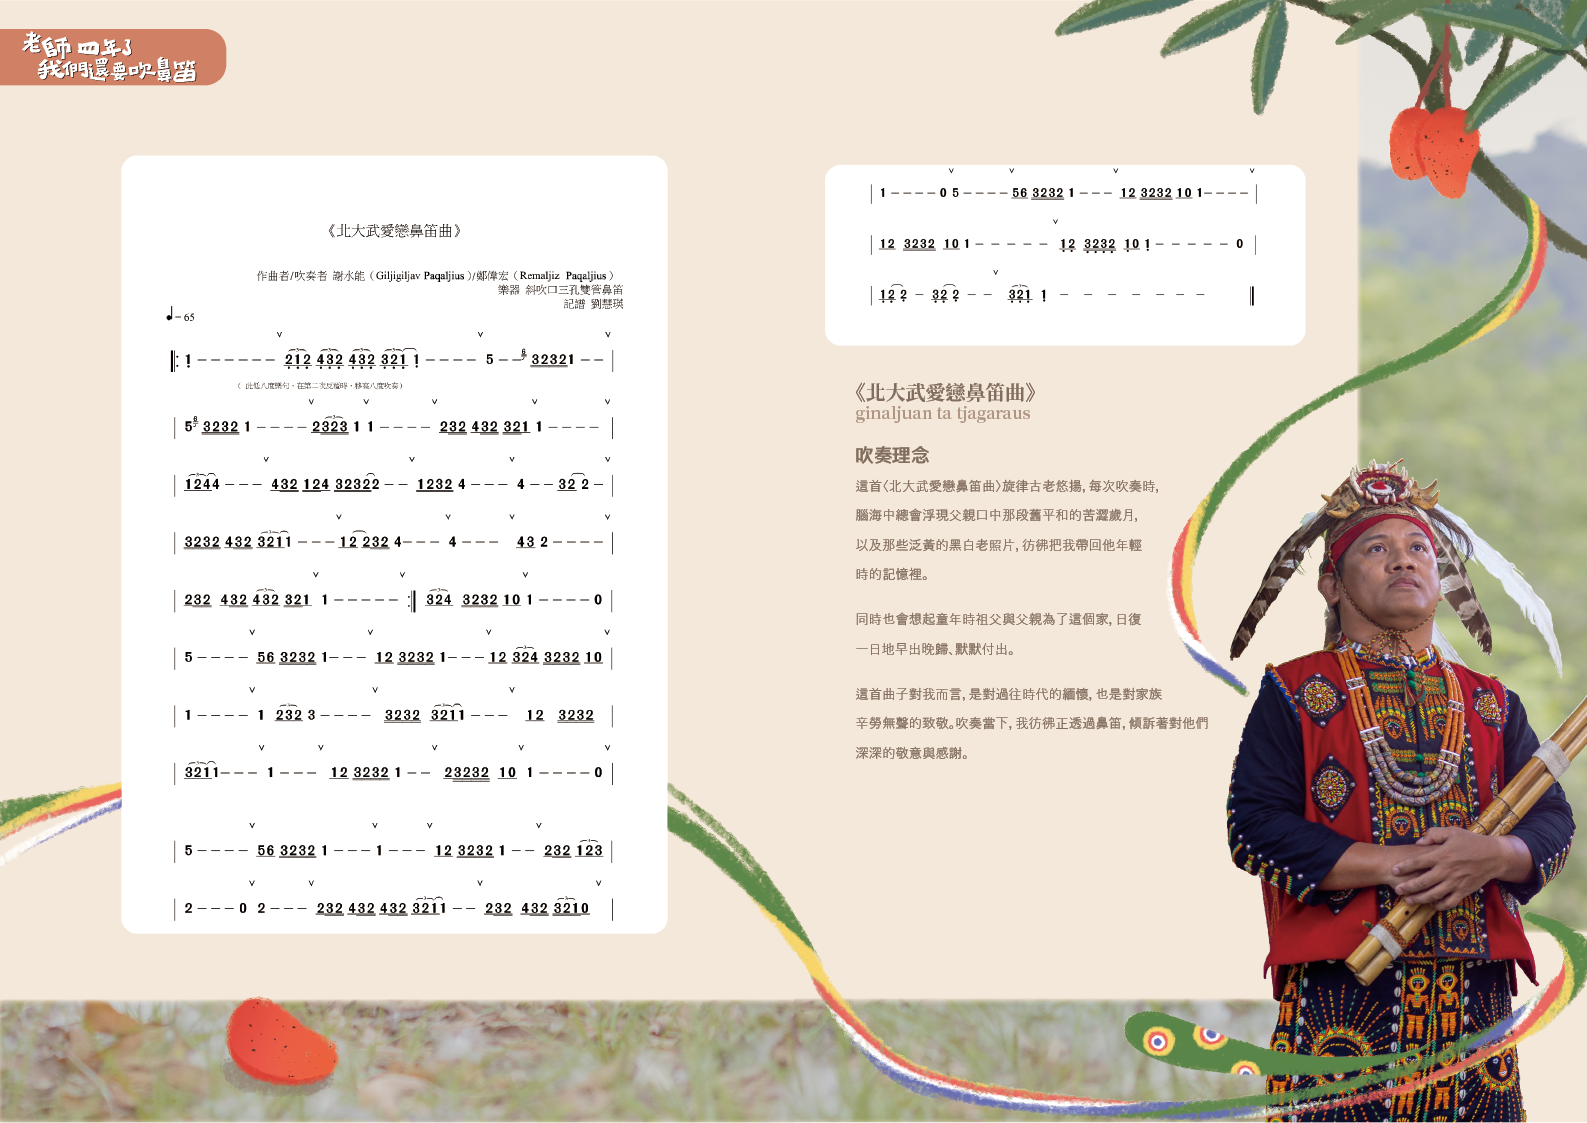 老師 四年了
我們還要吹鼻笛
《北大武愛戀鼻笛曲》
作曲者/吹奏者 謝水能（Giljigiljav Paqaljius）/鄭偉宏（Remaljiz Paqaljius）
樂器 斜吹口三孔雙管鼻笛
記譜 劉慧瑛
♩= 65
‖: 1 − − − − − − 212 432 432 321 1 − − − − 5 − − 6 32321 − − |
（ 此低八度樂句，在第二次反覆時，移高八度吹奏）
| 5 6 3232 1 − − − − 2323 1 1 − − − − 232 432 321 1 − − − − |
| 1244 − − − 432 124 32322 − − 1232 4 − − − 4 − − 32 2 − |
| 3232 432 3211 − − − 12 232 4 − − − 4 − − − 43 2 − − − − |
| 232 432 432 321 1 − − − − − :‖ 324 3232 10 1 − − − − 0 |
| 5 − − − − 56 3232 1 − − − 12 3232 1 − − − 12 324 3232 10 |
| 1 − − − − 1 232 3 − − − − 3232 3211 − − − 12 3232 |
| 3211 − − − 1 − − − 12 3232 1 − − 23232 10 1 − − − − 0 |
| 5 − − − − 56 3232 1 − − − 1 − − − 12 3232 1 − − 232 123 |
| 2 − − − 0 2 − − − 232 432 432 3211 − − 232 432 3210 |
| 1 − − − − 0 5 − − − − 56 3232 1 − − − 12 3232 10 1 − − − − |
| 12 3232 10 1 − − − − − 12 3232 10 1 − − − − − 0 |
| 12 2 − 32 2 − − 321 1 − − − − − − − ‖
《北大武愛戀鼻笛曲》
ginaljuan ta tjagaraus
吹奏理念
這首〈北大武愛戀鼻笛曲〉旋律古老悠揚，每次吹奏時，
腦海中總會浮現父親口中那段舊平和的苦澀歲月，
以及那些泛黃的黑白老照片，彷彿把我帶回他年輕
時的記憶裡。
同時也會想起童年時祖父與父親為了這個家，日復
一日地早出晚歸、默默付出。
這首曲子對我而言，是對過往時代的緬懷，也是對家族
辛勞無聲的致敬。吹奏當下，我彷彿正透過鼻笛，傾訴著對他們
深深的敬意與感謝。